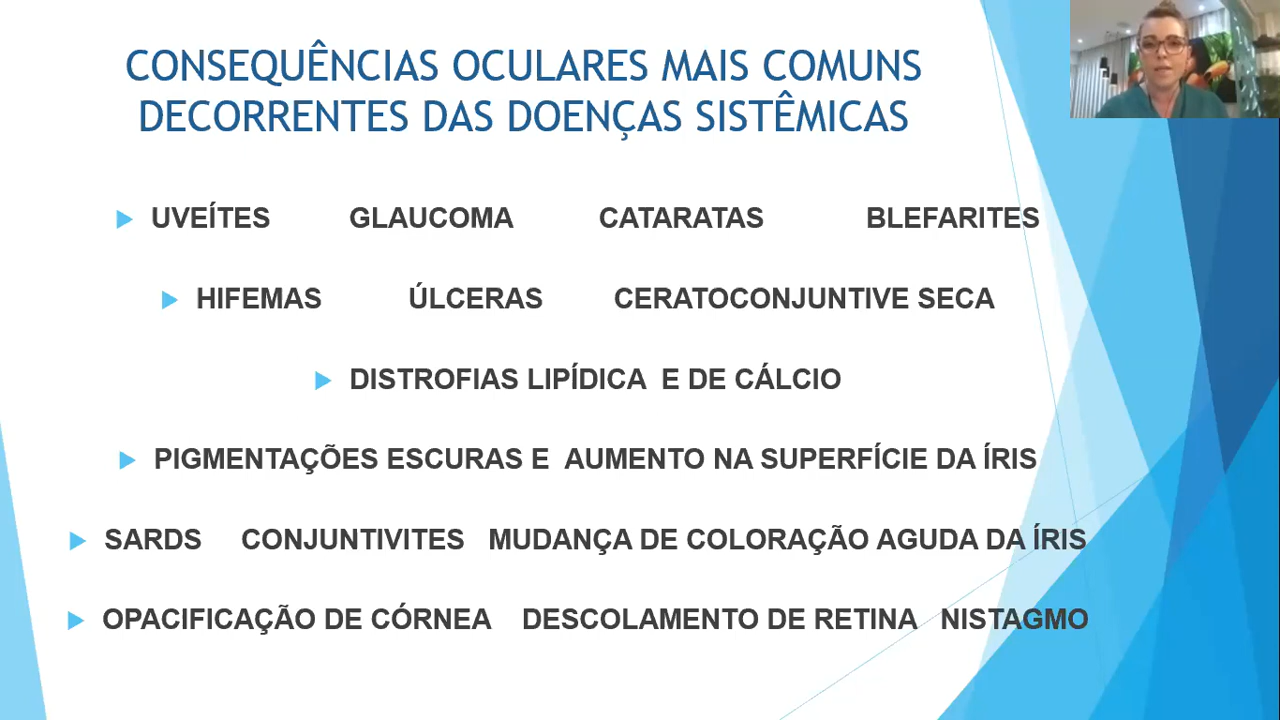 CONSEQUÊNCIAS OCULARES MAIS COMUNS
DECORRENTES DAS DOENÇAS SISTÊMICAS
UVEÍTES GLAUCOMA CATARATAS BLEFARITES
HIFEMAS ÚLCERAS CERATOCONJUNTIVE SECA
DISTROFIAS LIPÍDICA E DE CÁLCIO
PIGMENTAÇÕES ESCURAS E AUMENTO NA SUPERFÍCIE DA ÍRIS
SARDS CONJUNTIVITES MUDANÇA DE COLORAÇÃO AGUDA DA ÍRIS
OPACIFICAÇÃO DE CÓRNEA DESCOLAMENTO DE RETINA NISTAGMO